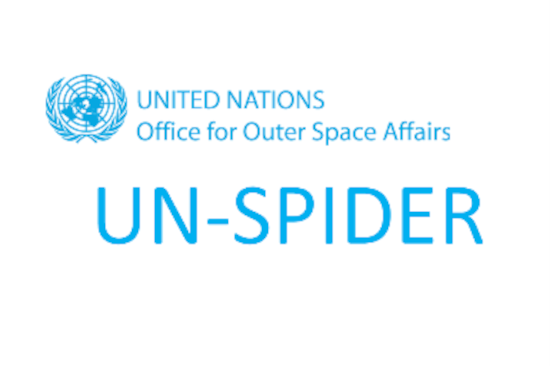 UNITED NATIONS
Office for Outer Space Affairs
UN-SPIDER